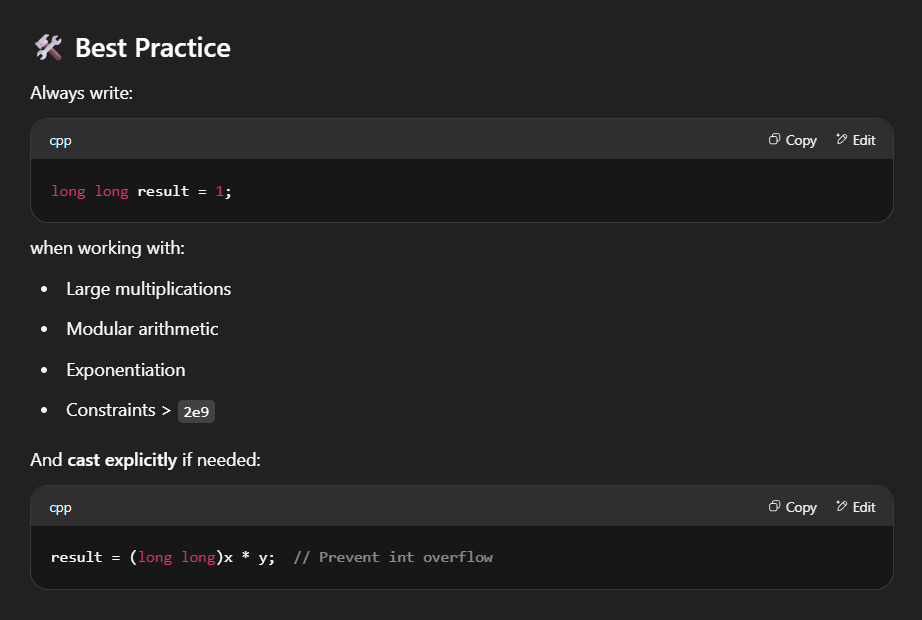 🛠️ Best Practice
Always write:
cpp
Copy
Edit
long long result = 1;
when working with:
• Large multiplications
• Modular arithmetic
• Exponentiation
• Constraints > 2e9
And cast explicitly if needed:
cpp
Copy
Edit
result = (long long)x * y;  // Prevent int overflow